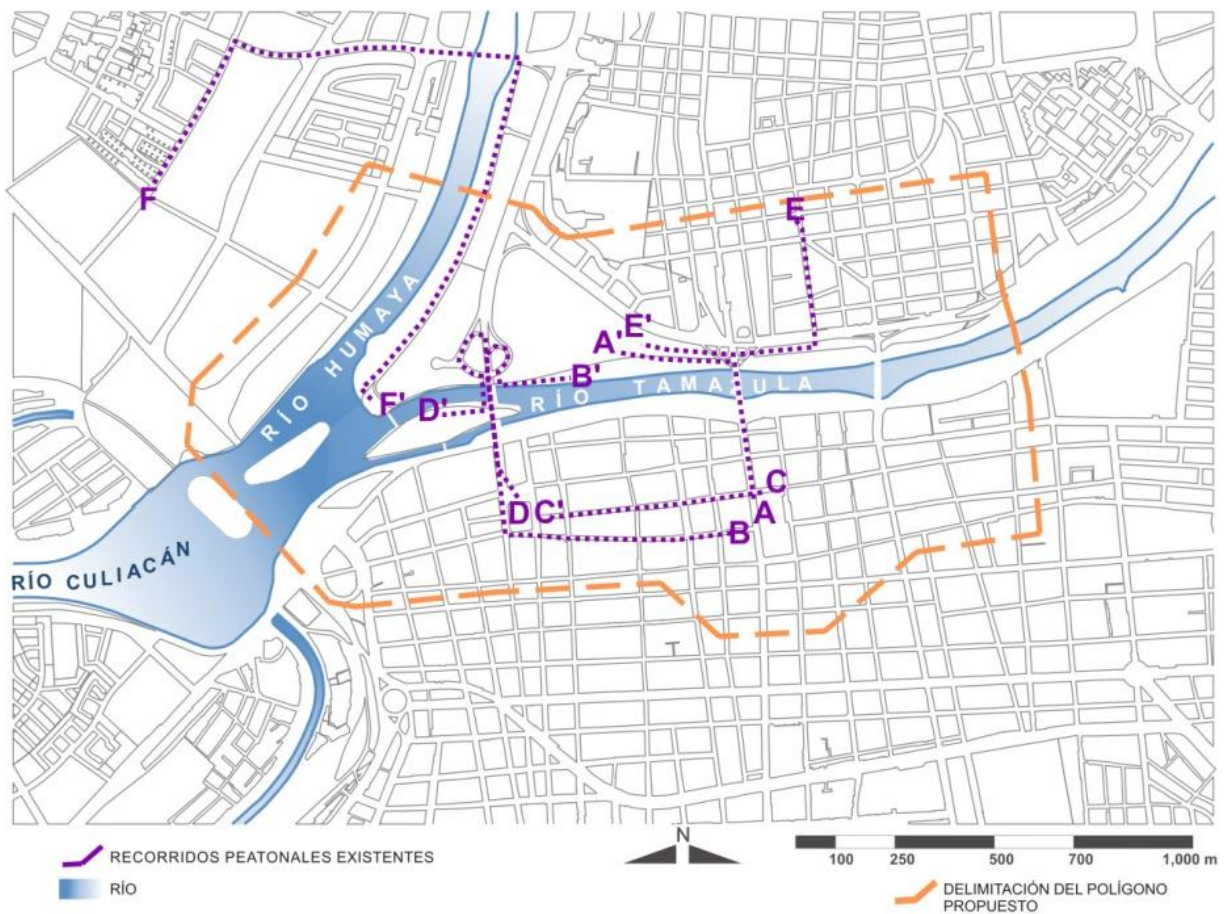 F
E
RÍO HUMAYA
E'
A'
B'
F'
D'
RÍO TAMAZULA
C
D
C'
A
B
RÍO CULIACÁN
N
RECORRIDOS PEATONALES EXISTENTES
100 250 500 700 1,000 m
RÍO
DELIMITACIÓN DEL POLÍGONO
PROPUESTO